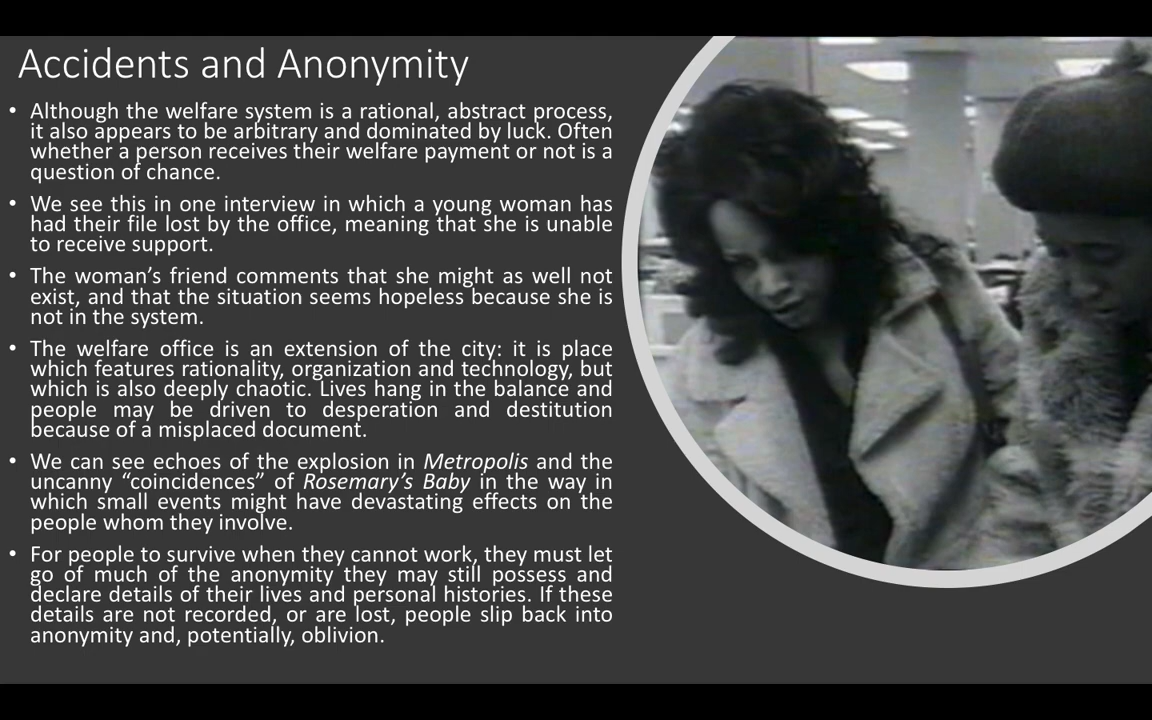 Accidents and Anonymity
• Although the welfare system is a rational, abstract process,
it also appears to be arbitrary and dominated by luck. Often
whether a person receives their welfare payment or not is a
question of chance.
• We see this in one interview in which a young woman has
had their file lost by the office, meaning that she is unable
to receive support.
• The woman’s friend comments that she might as well not
exist, and that the situation seems hopeless because she is
not in the system.
• The welfare office is an extension of the city: it is place
which features rationality, organization and technology, but
which is also deeply chaotic. Lives hang in the balance and
people may be driven to desperation and destitution
because of a misplaced document.
• We can see echoes of the explosion in Metropolis and the
uncanny “coincidences” of Rosemary’s Baby in the way in
which small events might have devastating effects on the
people whom they involve.
• For people to survive when they cannot work, they must let
go of much of the anonymity they may still possess and
declare details of their lives and personal histories. If these
details are not recorded, or are lost, people slip back into
anonymity and, potentially, oblivion.